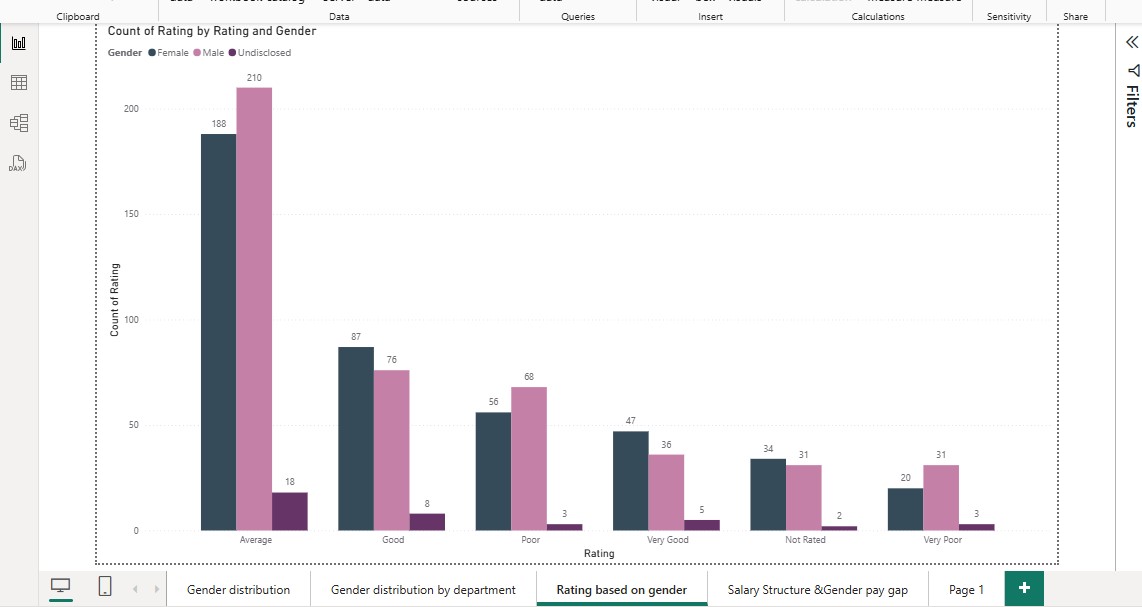 Clipboard Data Queries Insert Calculations Sensitivity Share
Count of Rating by Rating and Gender
Gender Female Male Undisclosed
Filters
DAX
Count of Rating
200
150
100
50
0
188 210 18
87 76 8
56 68 3
47 36 5
34 31 2
20 31 3
Average Good Poor Very Good Not Rated Very Poor
Rating
Gender distribution Gender distribution by department Rating based on gender Salary Structure &Gender pay gap Page 1 +